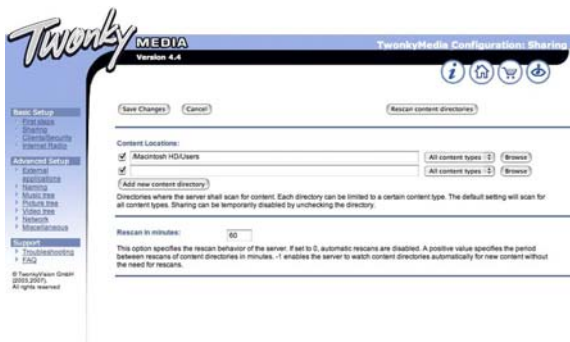 Twonky MEDIA
Version 4.4
TwonkyMedia Configuration: Sharing
Basic Setup
First steps
Sharing
Clients/Security
Internet Radio
Advanced Setup
External applications
Naming
Music tree
Picture tree
Video tree
Network
Miscellaneous
Support
Troubleshooting
FAQ
© TwonkyVision GmbH
(2003,2007).
All rights reserved
Save Changes
Cancel
Rescan content directories
Content Locations:
/Macintosh HD/Users
All content types
Browse
All content types
Browse
Add new content directory
Directories where the server shall scan for content. Each directory can be limited to a certain content type. The default setting will scan for
all content types. Sharing can be temporarily disabled by unchecking the directory.
Rescan in minutes:
60
This option specifies the rescan behavior of the server. If set to 0, automatic rescans are disabled. A positive value specifies the period
between rescans of content directories in minutes. -1 enables the server to watch content directories automatically for new content without
the need for rescans.